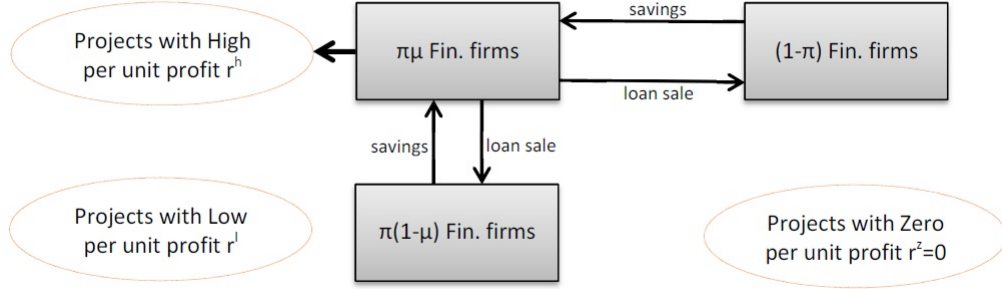 savings
Projects with High
per unit profit r^h
πμ Fin. firms
(1-π) Fin. firms
loan sale
savings
loan sale
Projects with Low
per unit profit r^l
π(1-μ) Fin. firms
Projects with Zero
per unit profit r^z=0